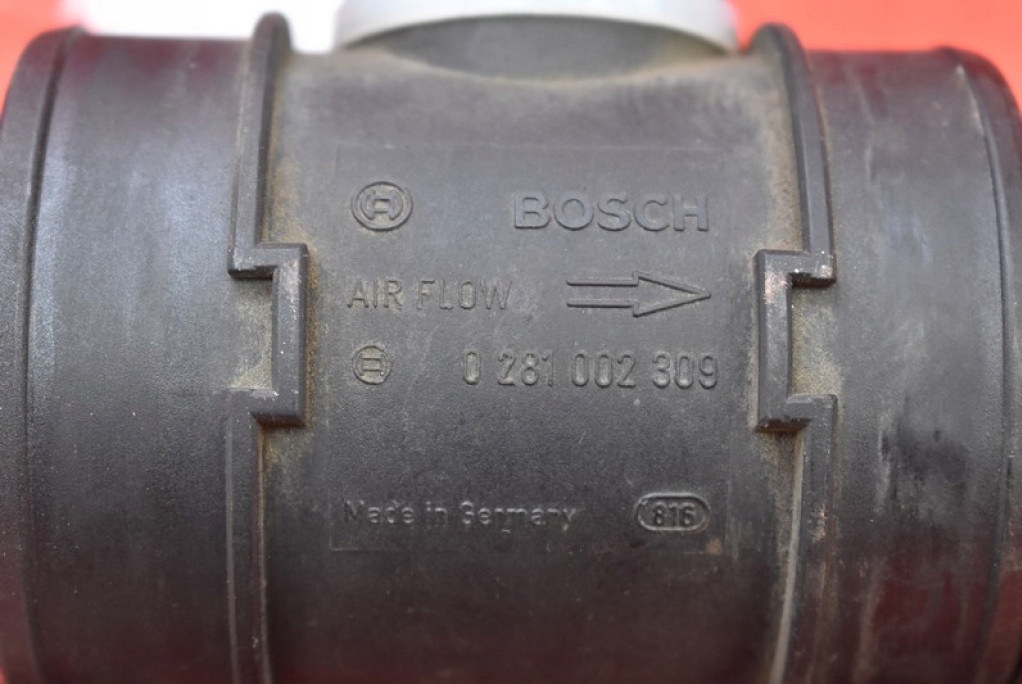 BOSCH
AIR FLOW
0 281 002 309
Made in Germany 816